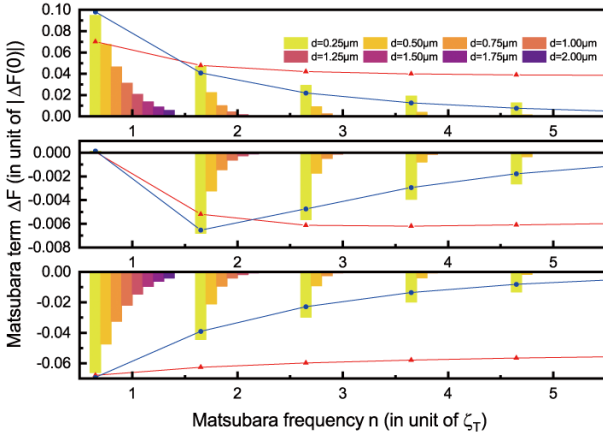 0.10
0.08
0.06
0.04
0.02
0.00
d=0.25μm d=0.50μm d=0.75μm d=1.00μm
d=1.25μm d=1.50μm d=1.75μm d=2.00μm
1 2 3 4 5
Matsubara term ΔF (in unit of |ΔF(0)|)
0.000
-0.002
-0.004
-0.006
-0.008
1 2 3 4 5
0.00
-0.02
-0.04
-0.06
1 2 3 4 5
Matsubara frequency n (in unit of ζT)